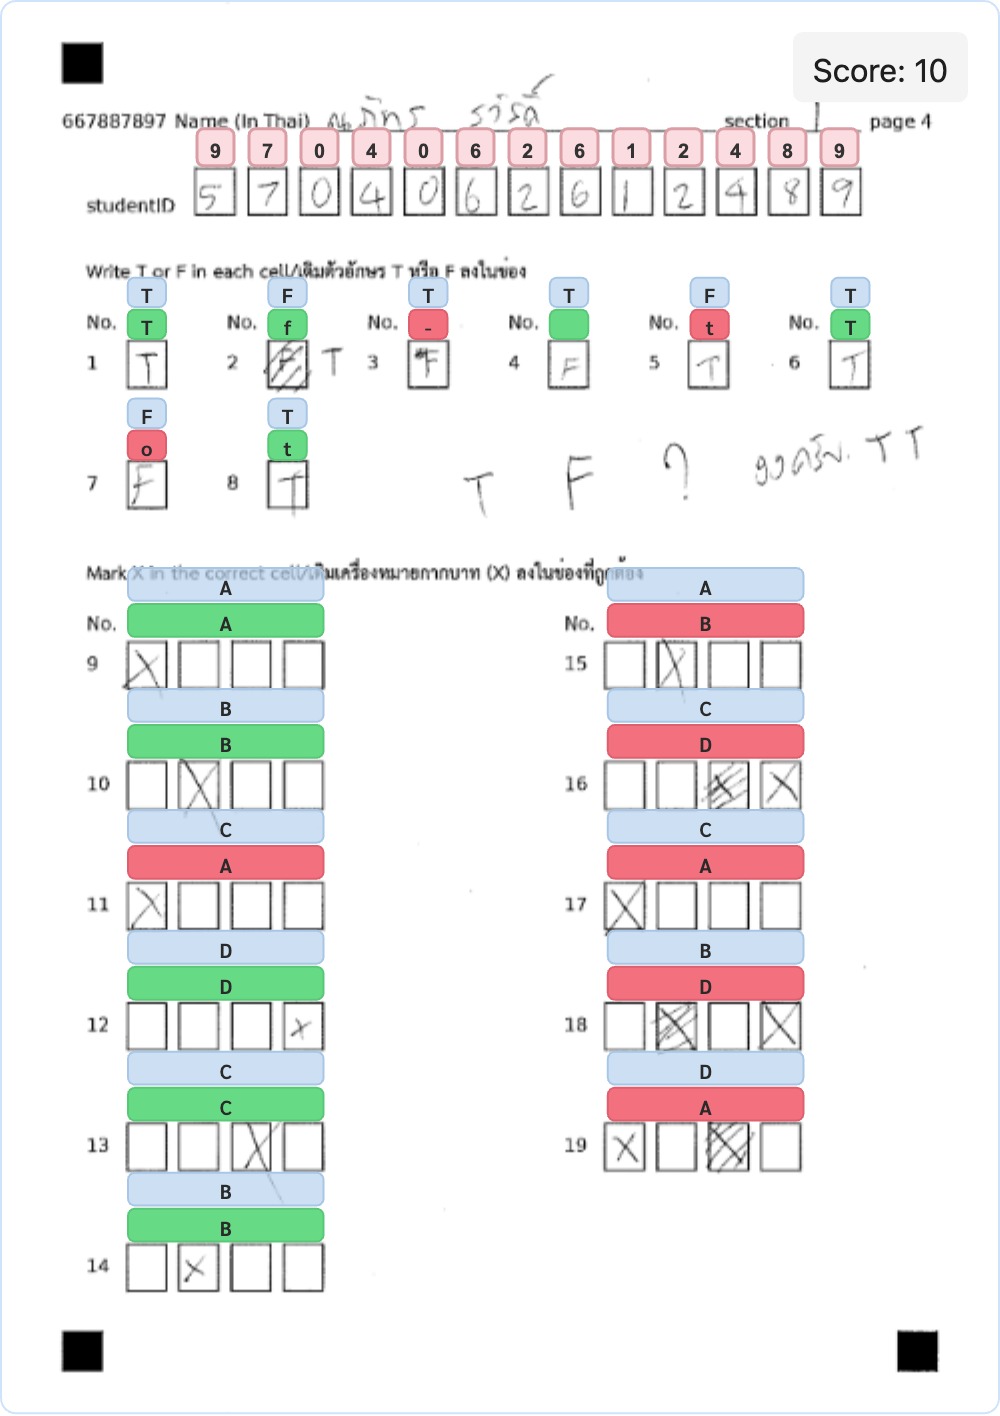 Score: 10
667887897 Name (In Thai) ณภัทร section 1 page 4
9 7 0 4 0 6 2 6 1 2 4 8 9
studentID 5 7 0 4 0 6 2 6 1 2 4 8 9
Write T or F in each cell/เติมตัวอักษร T หรือ F ลงในช่อง
T F T T F T
No. T No. f No. - No. No. t No. T
1 T 2 F T 3 F 4 F 5 T 6 T
F T
o t
7 F 8 T T F ? งงครับ. T T
Mark X in the correct cell/เติมเครื่องหมายกากบาท (X) ลงในช่องที่ถูกต้อง
A A
No. A No. B
9 X 15 X
B C
B D
10 X 16 X X
C C
A A
11 X 17 X
D B
D D
12 X 18 X X
C D
C A
13 X 19 X X
B
B
14 X